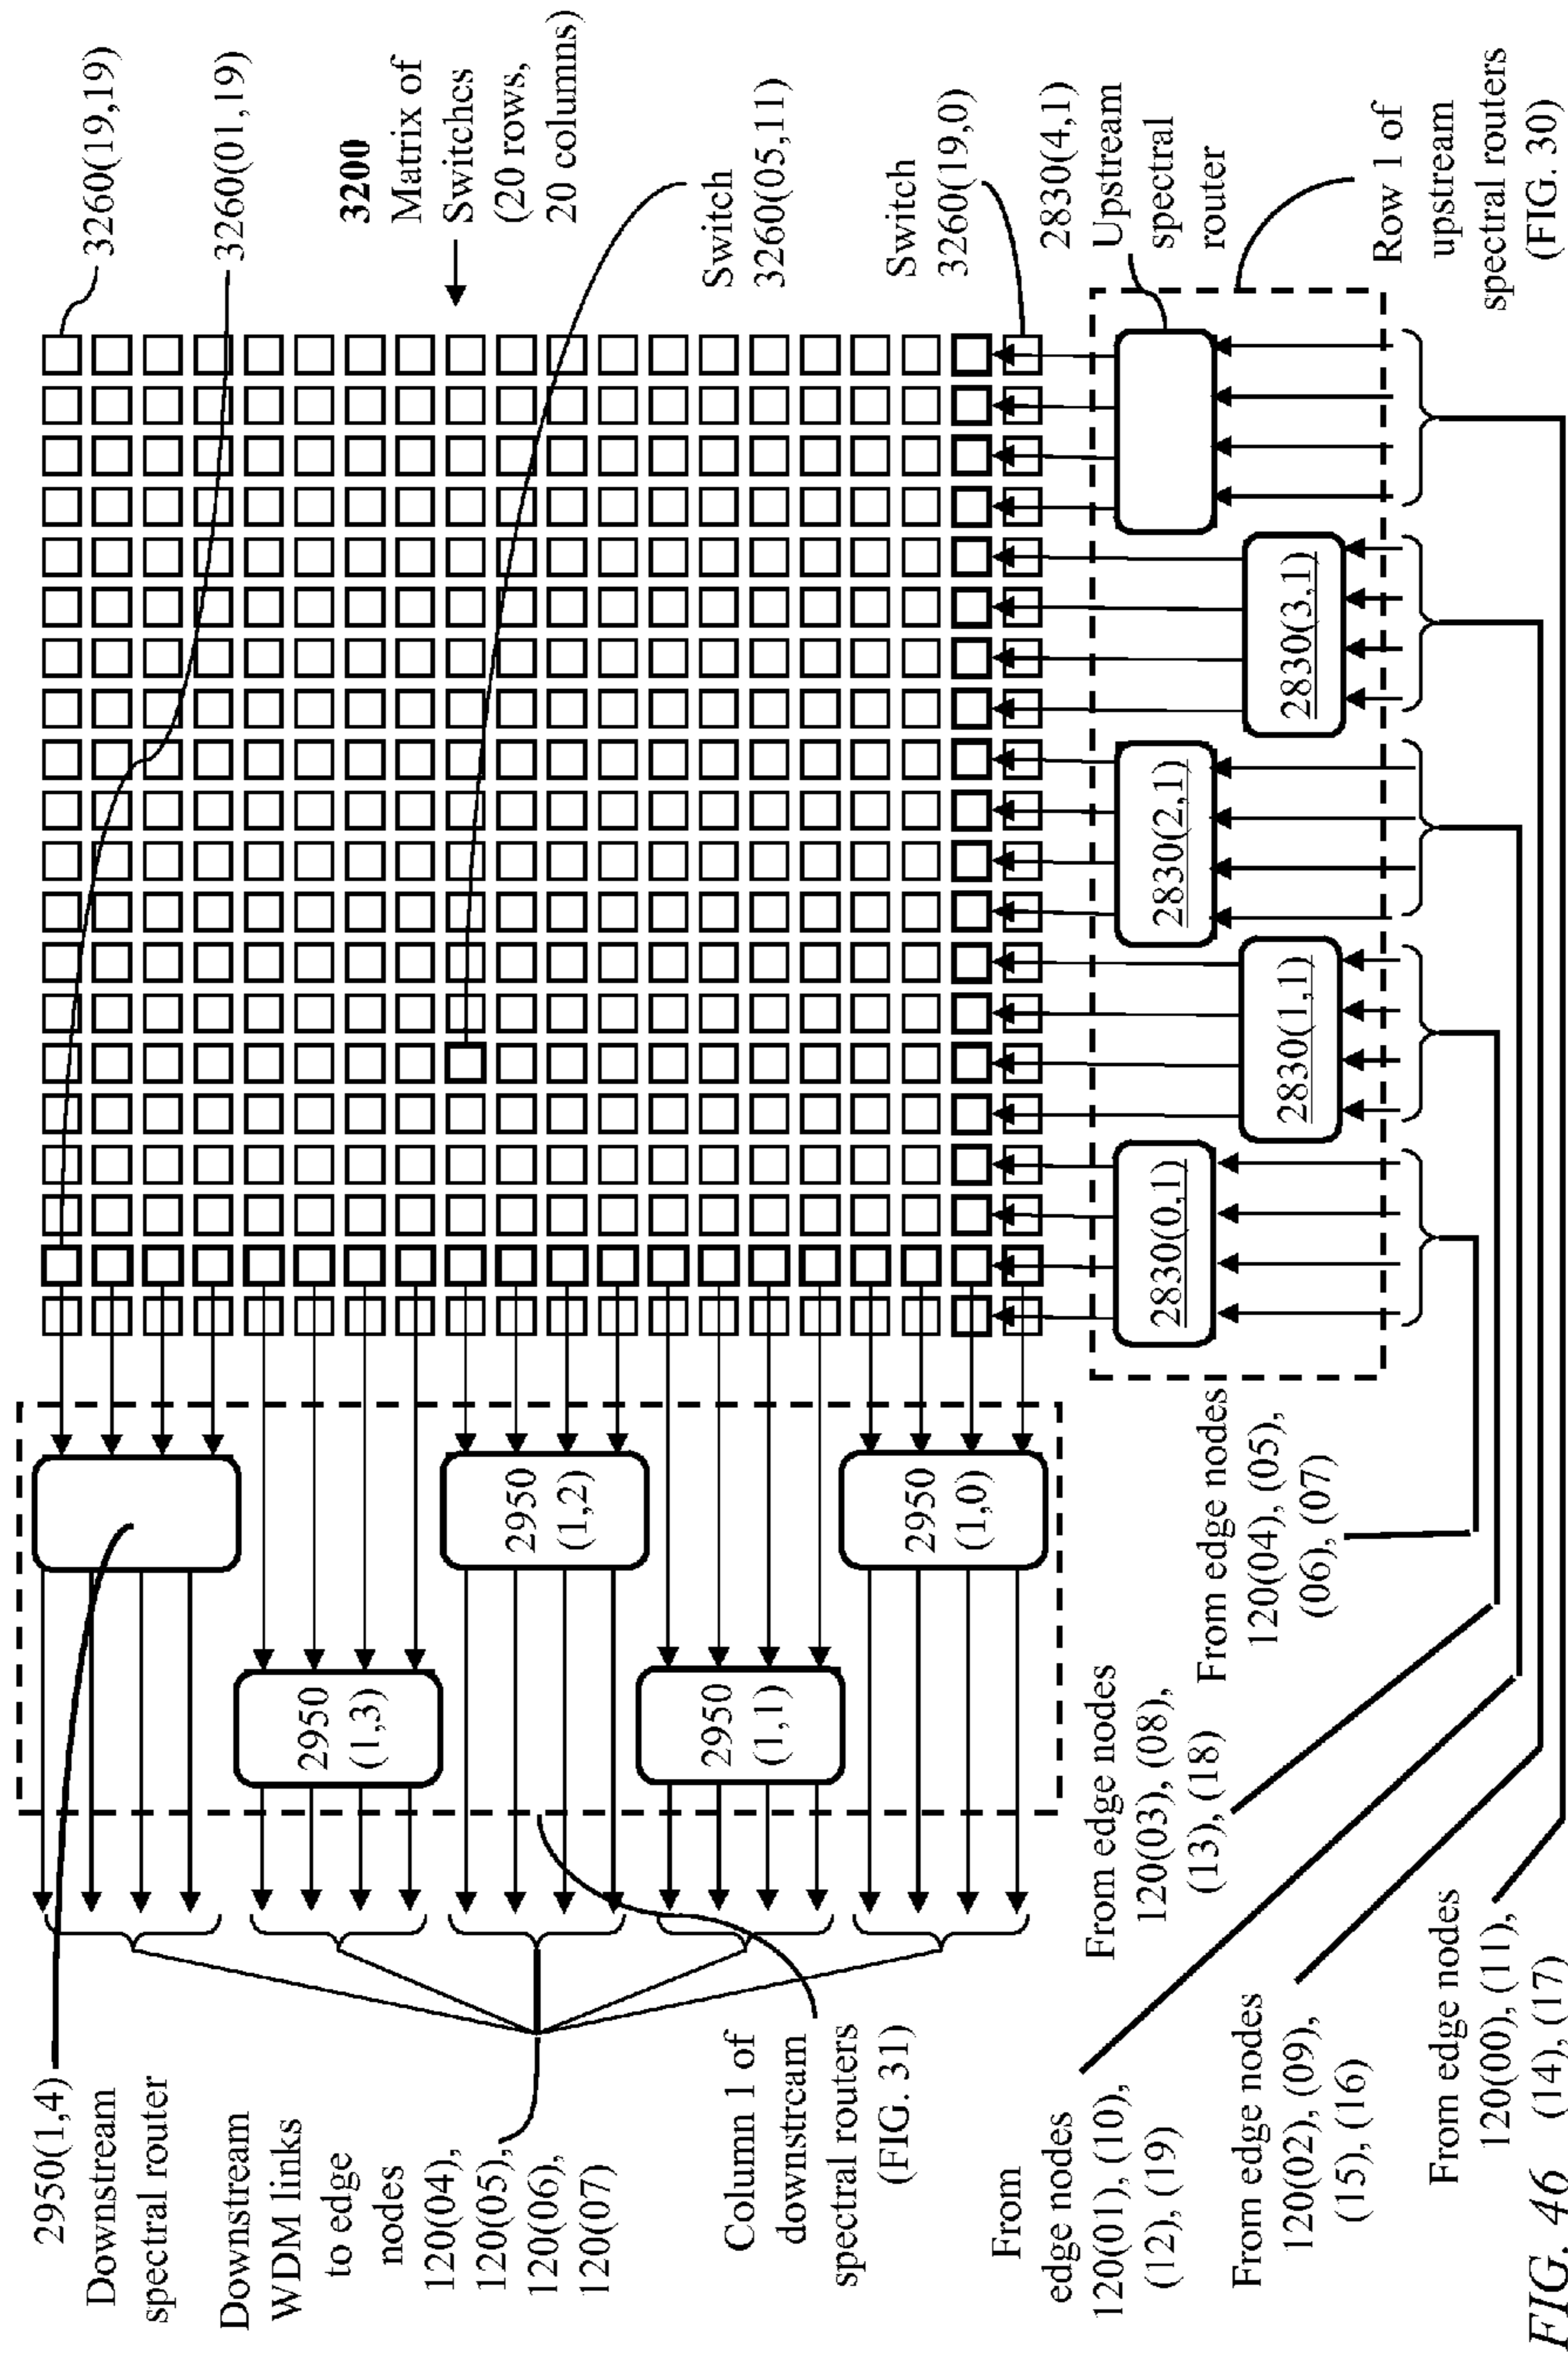 2950(1,4)
Downstream
spectral router
Downstream
WDM links
to edge
nodes
120(04),
120(05),
120(06),
120(07)
Column 1 of
downstream
spectral routers
(FIG. 31)
2950
(1,3)
2950
(1,2)
2950
(1,1)
2950
(1,0)
3260(19,19)
3260(01,19)
3200
Matrix of
Switches
(20 rows,
20 columns)
Switch
3260(05,11)
Switch
3260(19,0)
2830(4,1)
Upstream
spectral
router
Row 1 of
upstream
spectral routers
(FIG. 30)
2830(0,1)
2830(1,1)
2830(2,1)
2830(3,1)
From edge nodes
120(04), (05),
(06), (07)
From edge nodes
120(03), (08),
(13), (18)
From
edge nodes
120(01), (10),
(12), (19)
From edge nodes
120(02), (09),
(15), (16)
From edge nodes
120(00), (11),
(14), (17)
FIG. 46